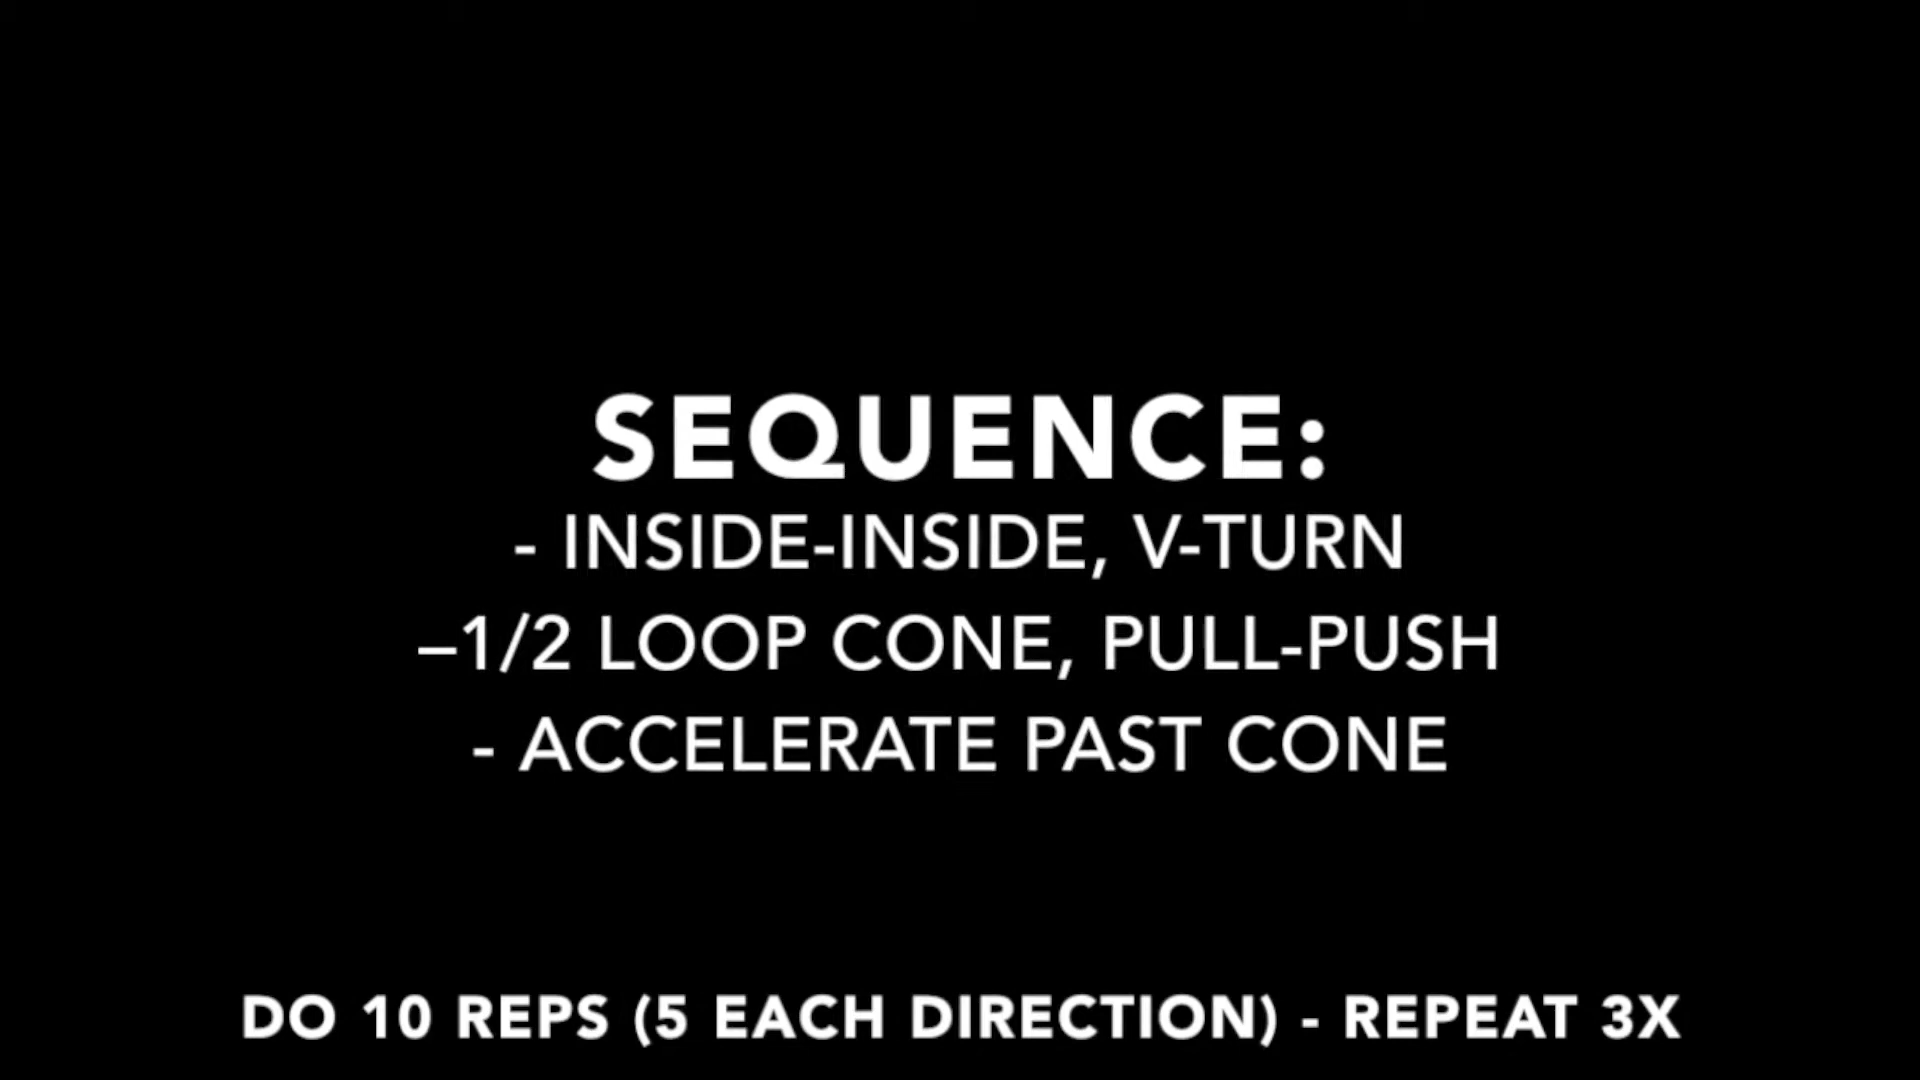 SEQUENCE:
- INSIDE-INSIDE, V-TURN
–1/2 LOOP CONE, PULL-PUSH
- ACCELERATE PAST CONE
DO 10 REPS (5 EACH DIRECTION) - REPEAT 3X